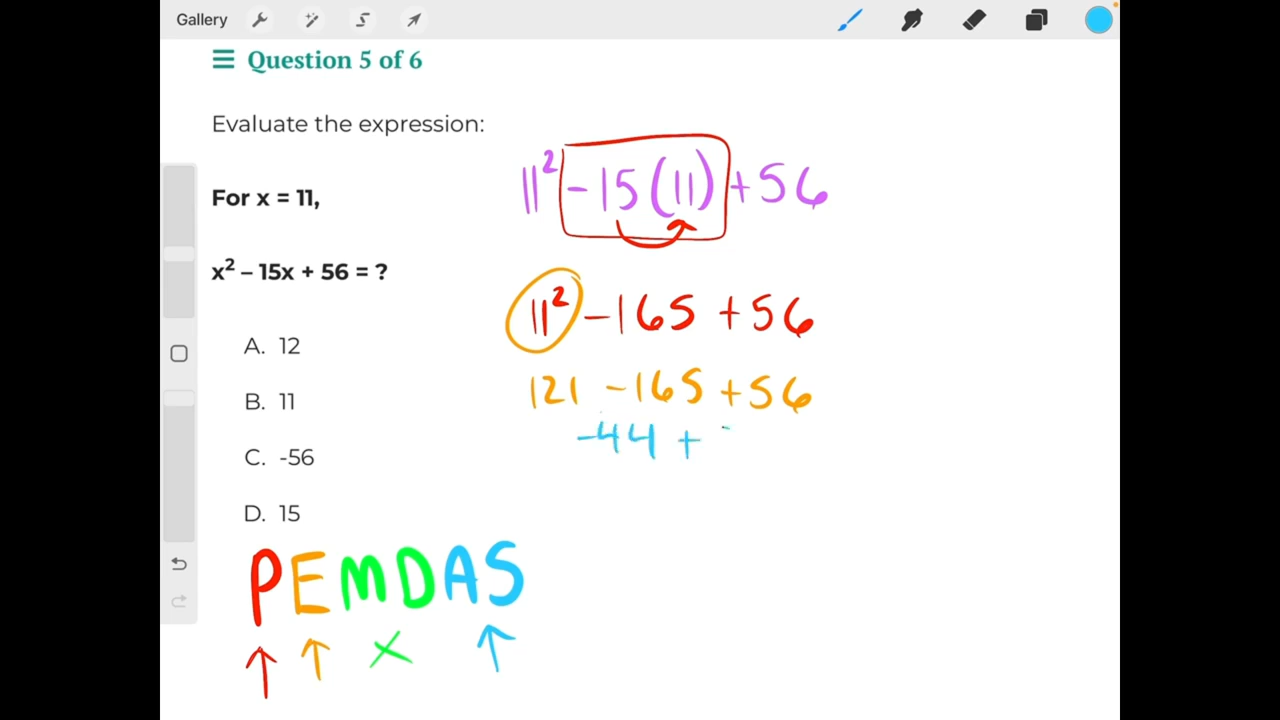 Gallery
Question 5 of 6
Evaluate the expression:
11² - 15(11) + 56
For x = 11,
x² – 15x + 56 = ?
11² - 165 + 56
A. 12
121 - 165 + 56
B. 11
-44 +
C. -56
D. 15
PEMDAS